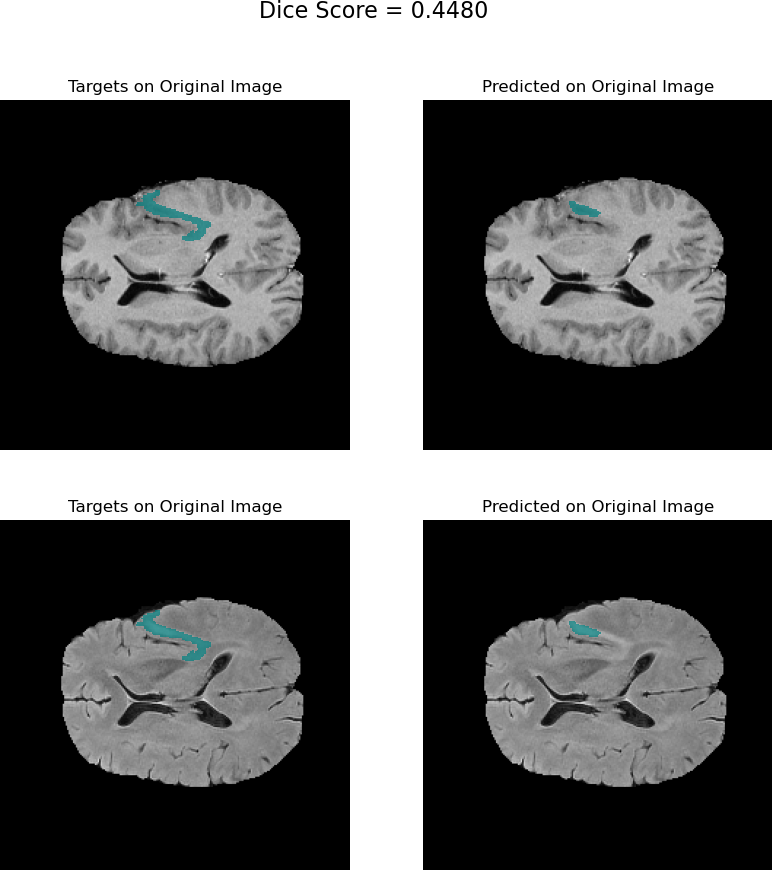 Dice Score = 0.4480
Targets on Original Image
Predicted on Original Image
Targets on Original Image
Predicted on Original Image